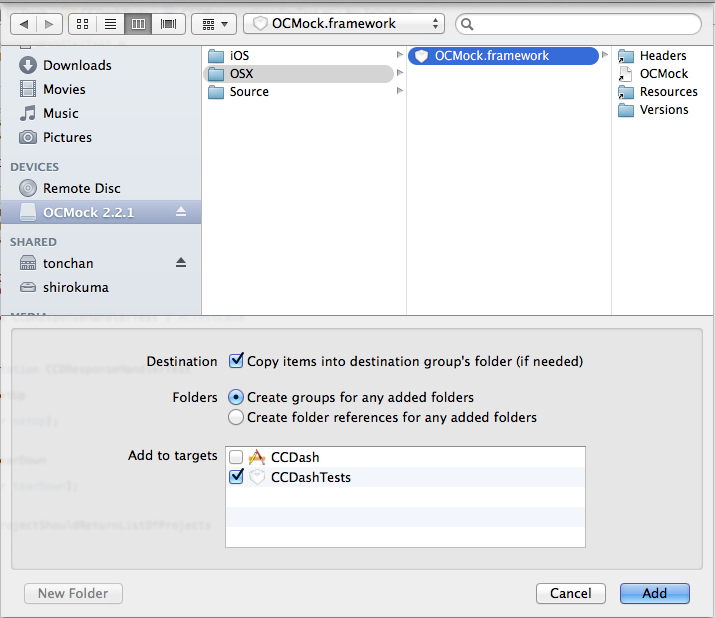 OCMock.framework
Downloads
Movies
Music
Pictures
DEVICES
Remote Disc
OCMock 2.2.1
SHARED
tonchan
shirokuma
iOS
OSX
Source
OCMock.framework
Headers
OCMock
Resources
Versions
Destination Copy items into destination group's folder (if needed)
Folders Create groups for any added folders
Create folder references for any added folders
Add to targets CCDash
CCDashTests
New Folder Cancel Add